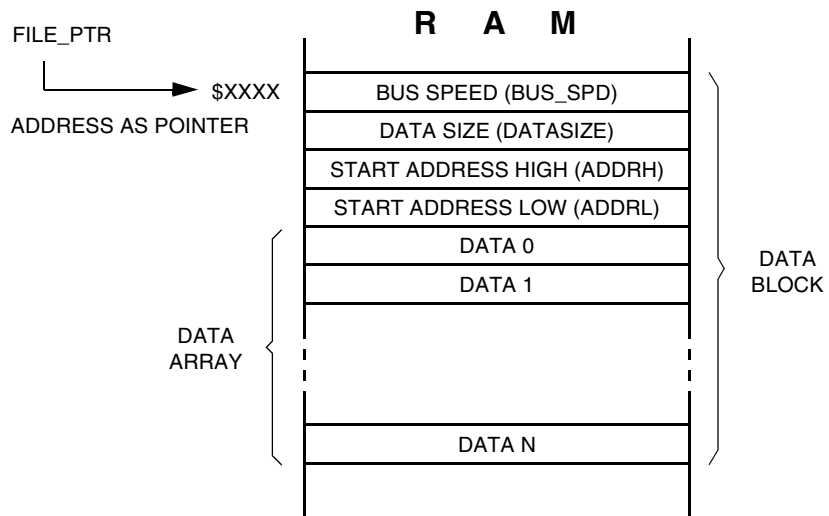 R A M
FILE_PTR
$XXXX
ADDRESS AS POINTER
BUS SPEED (BUS_SPD)
DATA SIZE (DATASIZE)
START ADDRESS HIGH (ADDRH)
START ADDRESS LOW (ADDRL)
DATA 0
DATA 1
DATA N
DATA
ARRAY
DATA
BLOCK